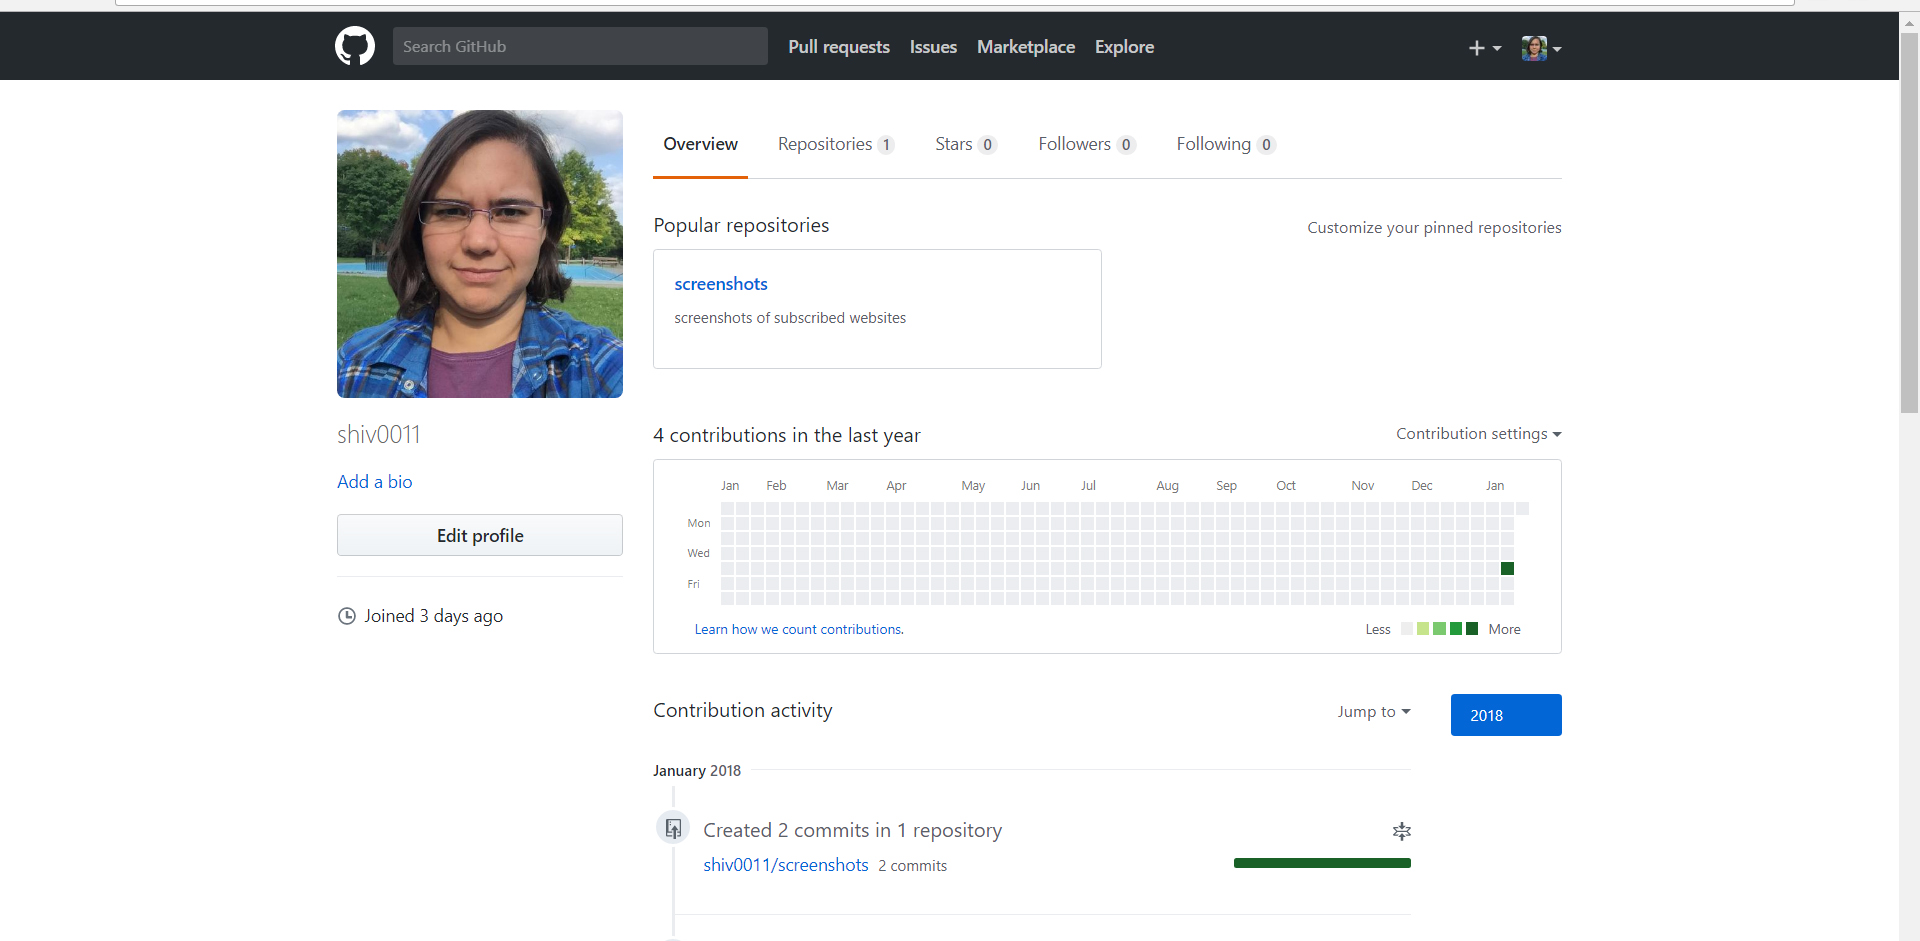 Search GitHub Pull requests Issues Marketplace Explore
Overview Repositories 1 Stars 0 Followers 0 Following 0
Popular repositories Customize your pinned repositories
screenshots
screenshots of subscribed websites
shiv0011
Add a bio
Edit profile
Joined 3 days ago
4 contributions in the last year Contribution settings
Jan Feb Mar Apr May Jun Jul Aug Sep Oct Nov Dec Jan
Mon
Wed
Fri
Learn how we count contributions. Less More
Contribution activity Jump to 2018
January 2018
Created 2 commits in 1 repository
shiv0011/screenshots 2 commits